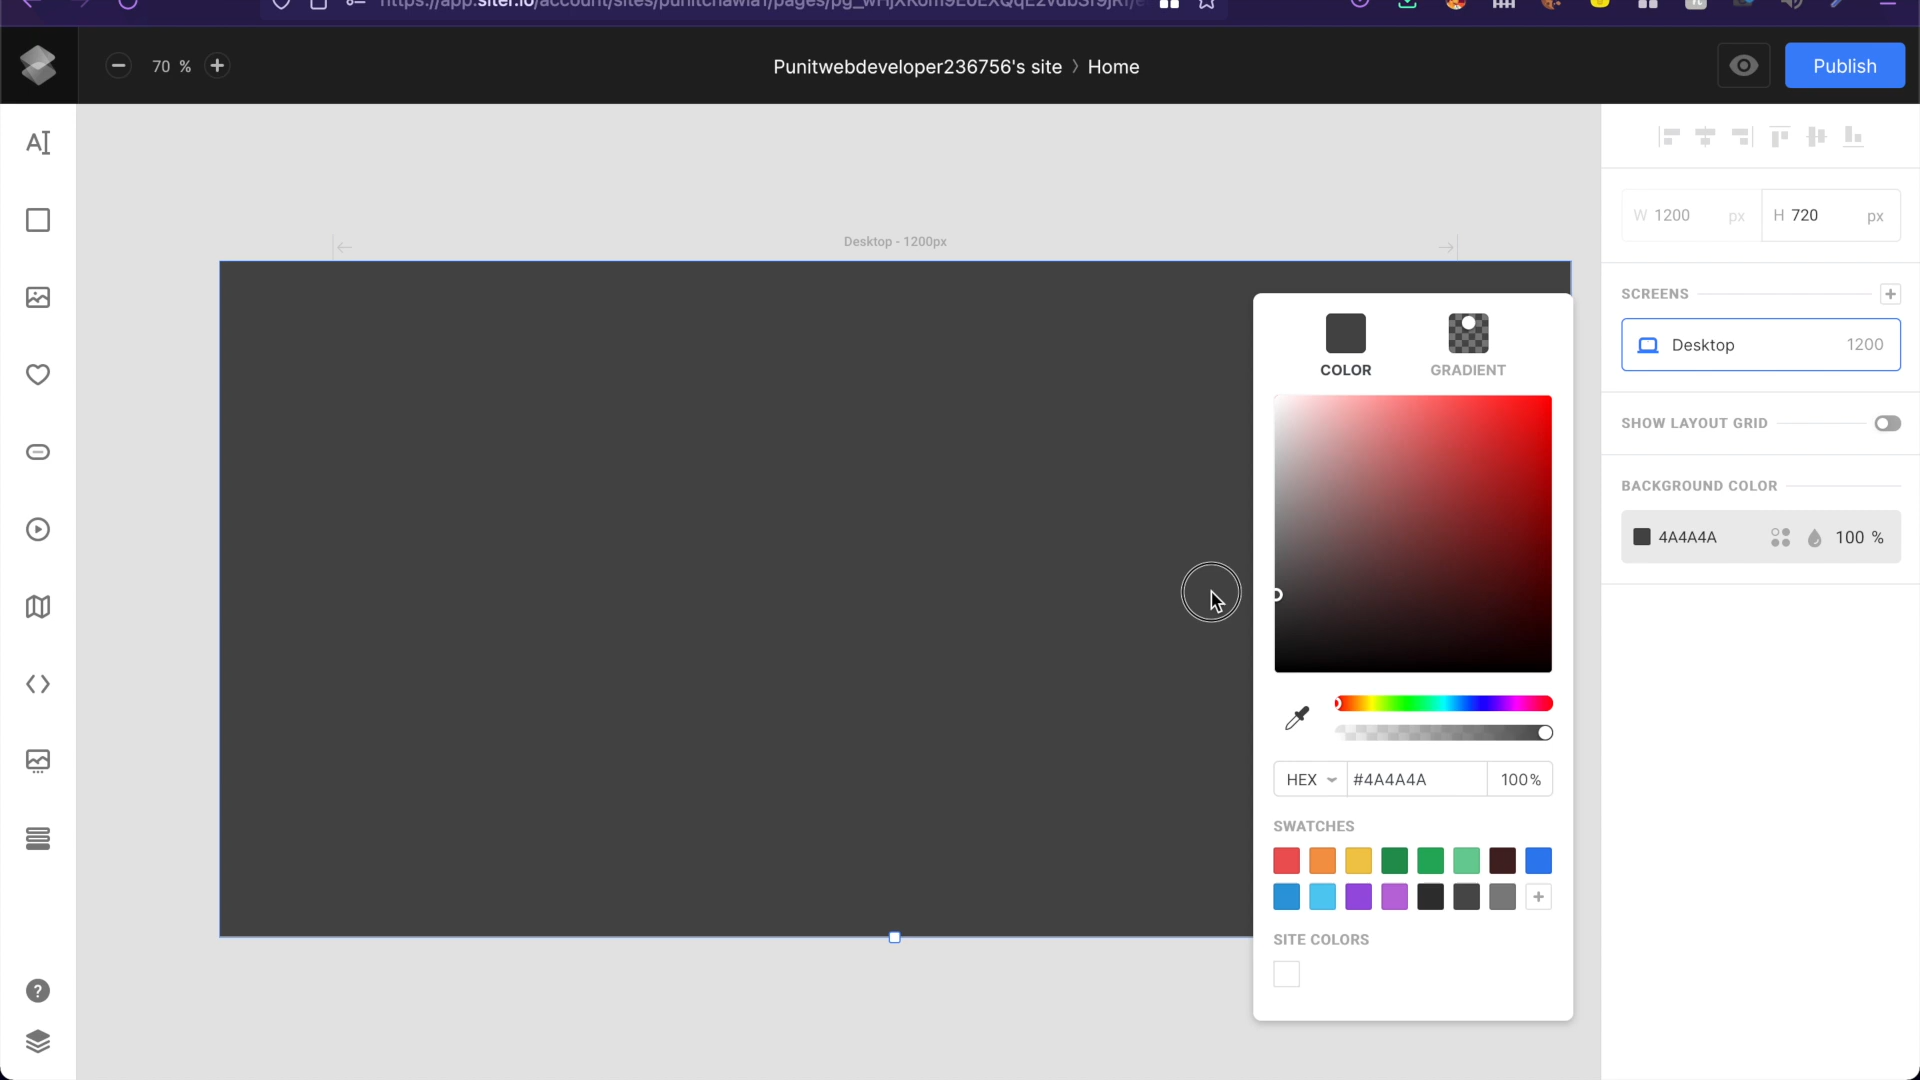 70 %
Punitwebdeveloper236756's site > Home
Publish
W 1200 px H 720 px
Desktop - 1200px
SCREENS
Desktop 1200
COLOR GRADIENT
SHOW LAYOUT GRID
BACKGROUND COLOR
4A4A4A 100 %
HEX #4A4A4A 100%
SWATCHES
SITE COLORS